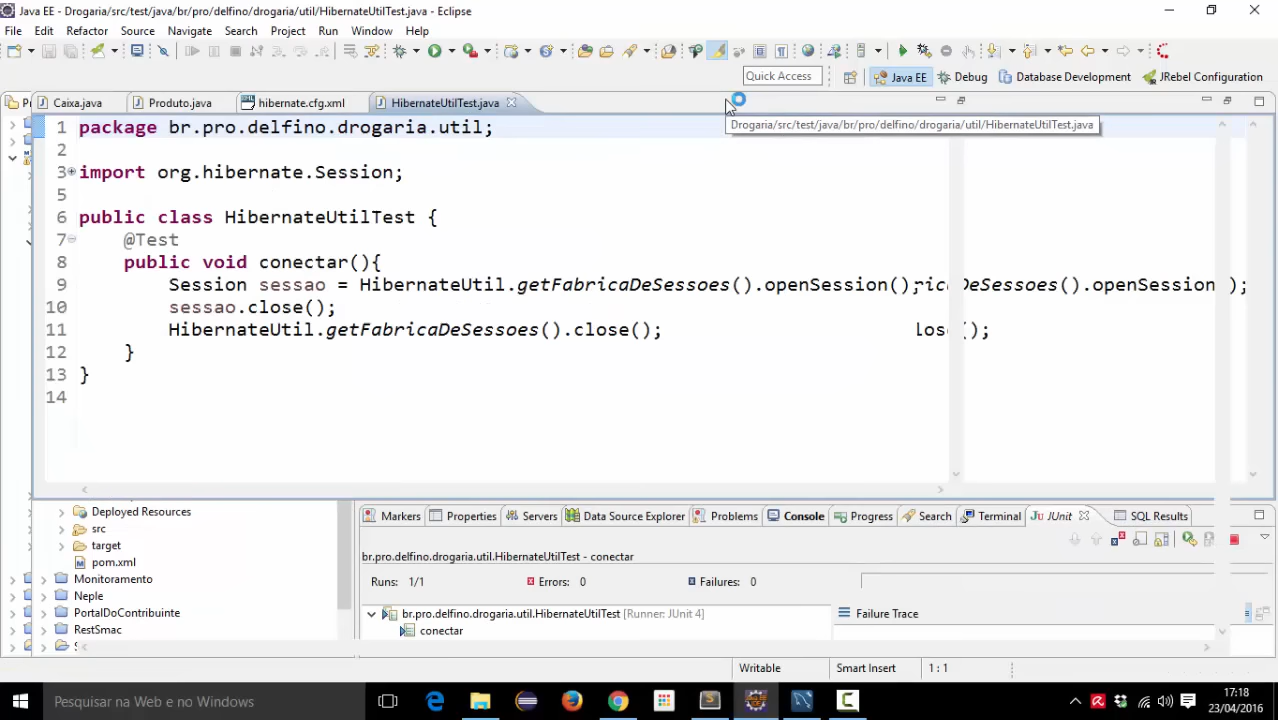 Java EE - Drogaria/src/test/java/br/pro/delfino/drogaria/util/HibernateUtilTest.java - Eclipse
File Edit Refactor Source Navigate Search Project Run Window Help
Quick Access
Java EE Debug Database Development JRebel Configuration
Caixa.java Produto.java hibernate.cfg.xml HibernateUtilTest.java
Drogaria/src/test/java/br/pro/delfino/drogaria/util/HibernateUtilTest.java
1 package br.pro.delfino.drogaria.util;
2
3 import org.hibernate.Session;
5
6 public class HibernateUtilTest {
7 @Test
8 public void conectar(){
9 Session sessao = HibernateUtil.getFabricaDeSessoes().openSession();ricaDeSessoes().openSession();
10 sessao.close();
11 HibernateUtil.getFabricaDeSessoes().close(); lose();
12 }
13 }
14
Deployed Resources
src
target
pom.xml
Monitoramento
Neple
PortalDoContribuinte
RestSmac
Markers Properties Servers Data Source Explorer Problems Console Progress Search Terminal JUnit SQL Results
br.pro.delfino.drogaria.util.HibernateUtilTest - conectar
Runs: 1/1 Errors: 0 Failures: 0
br.pro.delfino.drogaria.util.HibernateUtilTest [Runner: JUnit 4] Failure Trace
conectar
Writable Smart Insert 1 : 1
Pesquisar na Web e no Windows
17:18
23/04/2016